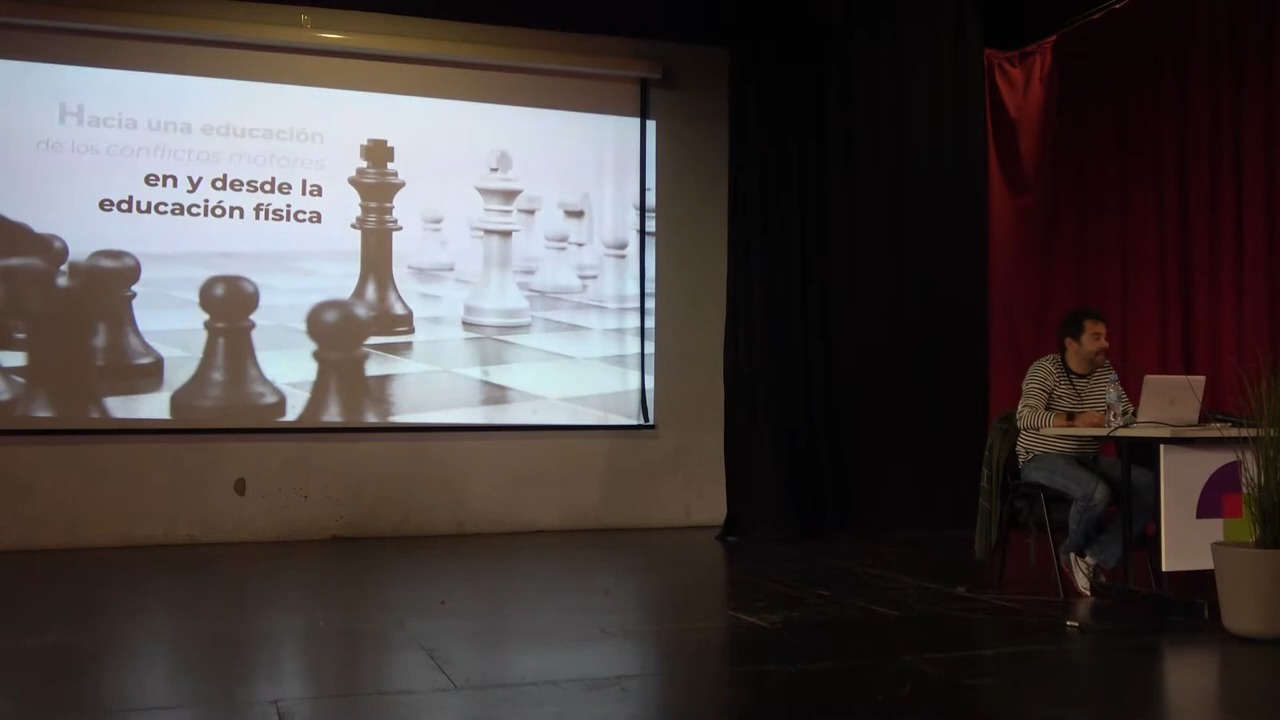 Hacia una educación
de los conflictos motores
en y desde la
educación física